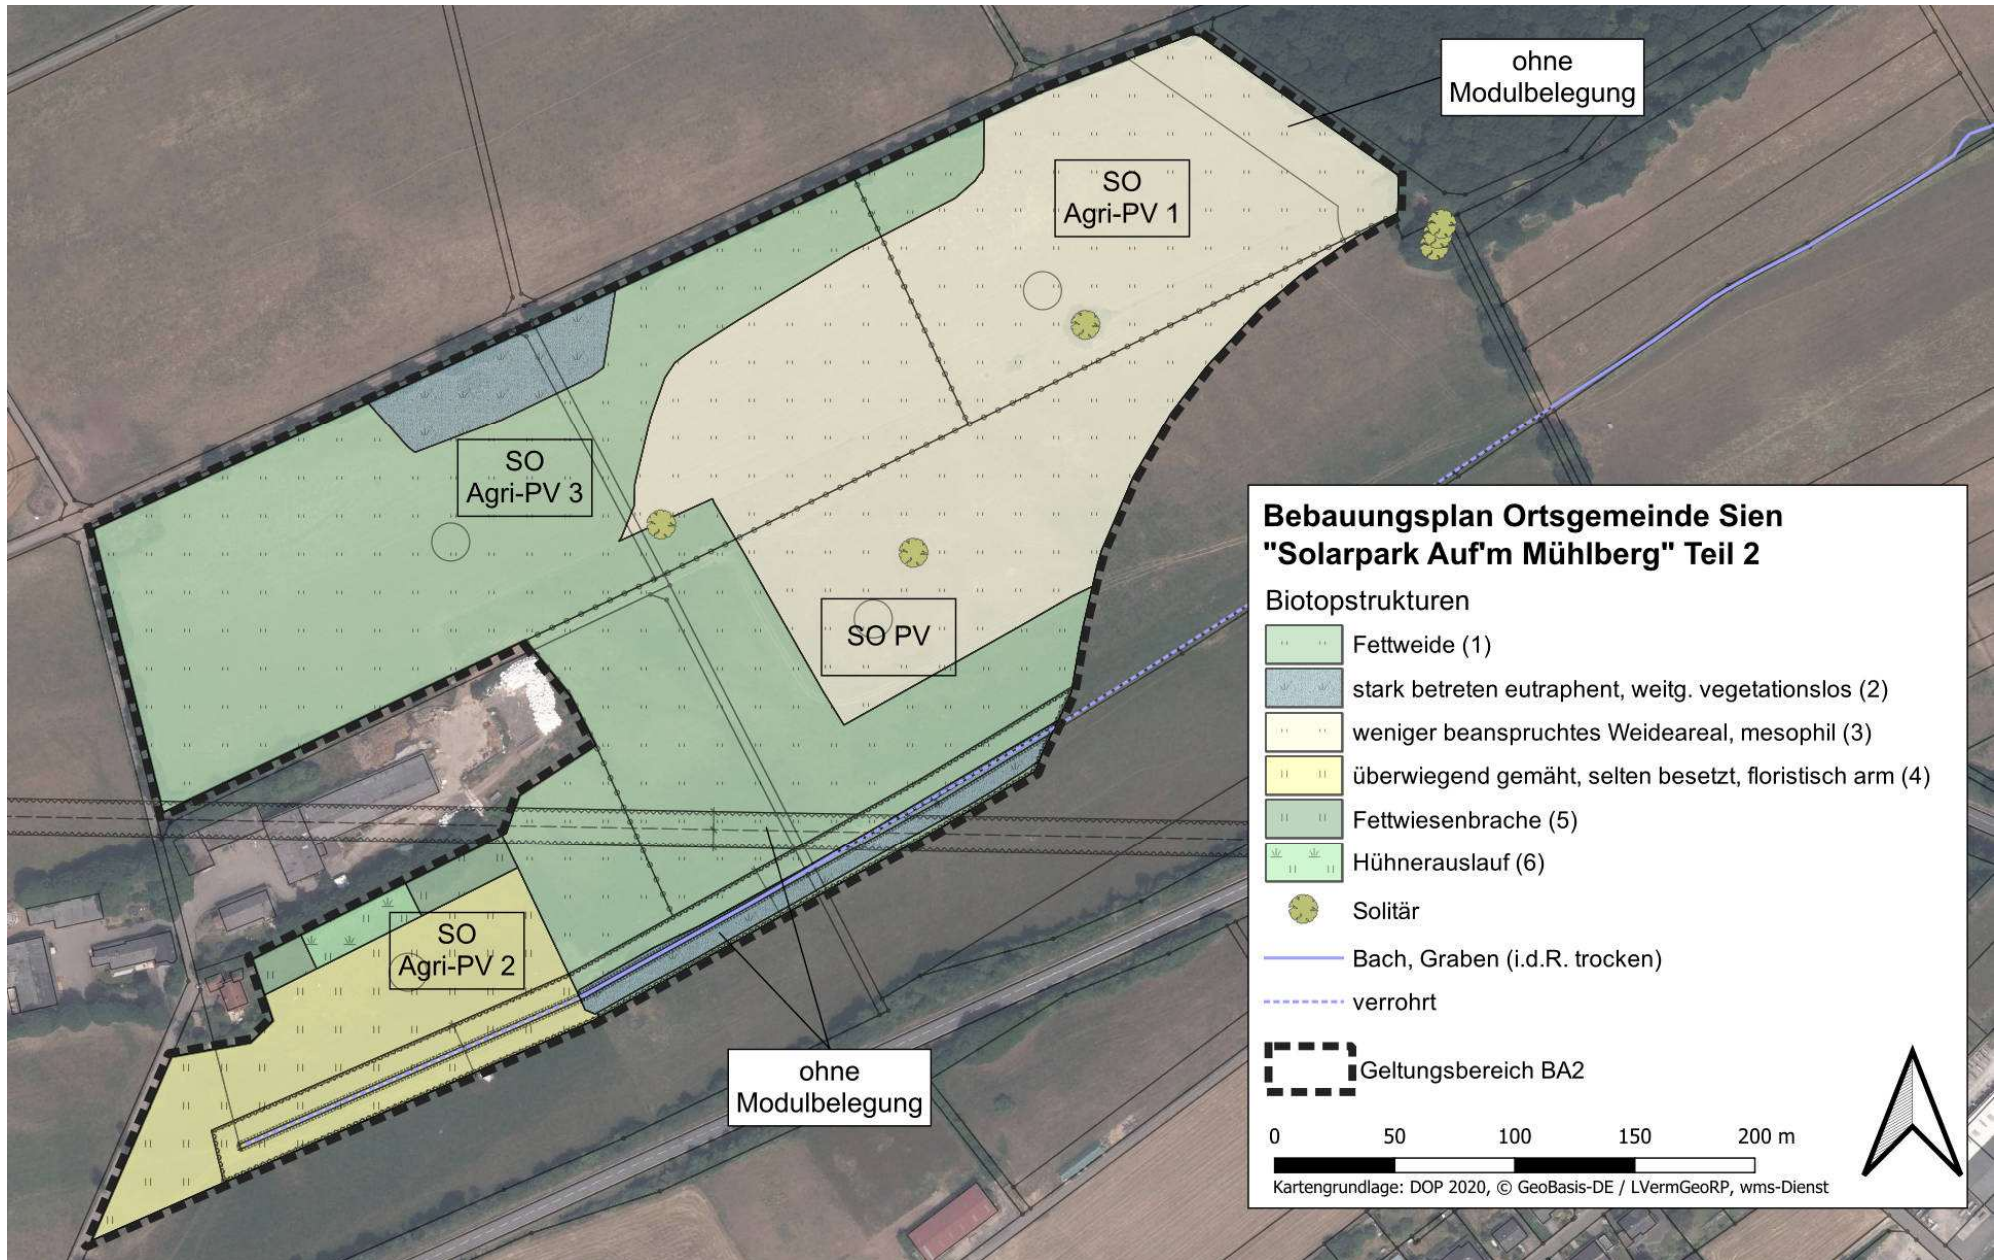 ohne
Modulbelegung
SO
Agri-PV 1
SO
Agri-PV 3
SO PV
SO
Agri-PV 2
ohne
Modulbelegung
Bebauungsplan Ortsgemeinde Sien
"Solarpark Auf'm Mühlberg" Teil 2
Biotopstrukturen
Fettweide (1)
stark betreten eutraphent, weitg. vegetationslos (2)
weniger beanspruchtes Weideareal, mesophil (3)
überwiegend gemäht, selten besetzt, floristisch arm (4)
Fettwiesenbrache (5)
Hühnerauslauf (6)
Solitär
Bach, Graben (i.d.R. trocken)
verrohrt
Geltungsbereich BA2
0 50 100 150 200 m
Kartengrundlage: DOP 2020, © GeoBasis-DE / LVermGeoRP, wms-Dienst